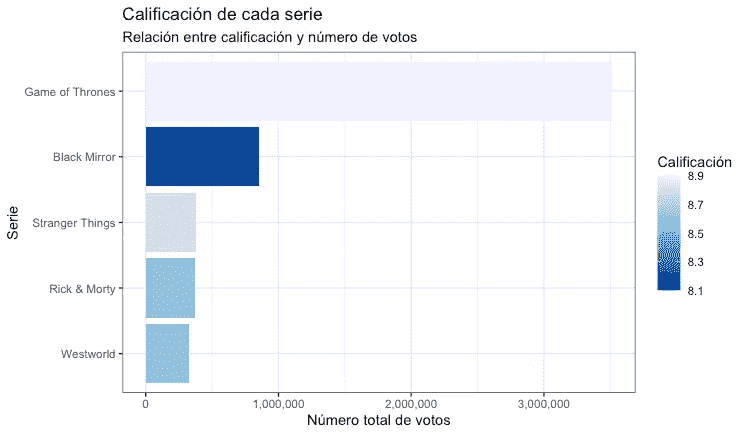 Calificación de cada serie
Relación entre calificación y número de votos
Game of Thrones
Black Mirror
Stranger Things
Rick & Morty
Westworld
Serie
0
1,000,000
2,000,000
3,000,000
Número total de votos
Calificación
8.9
8.7
8.5
8.3
8.1